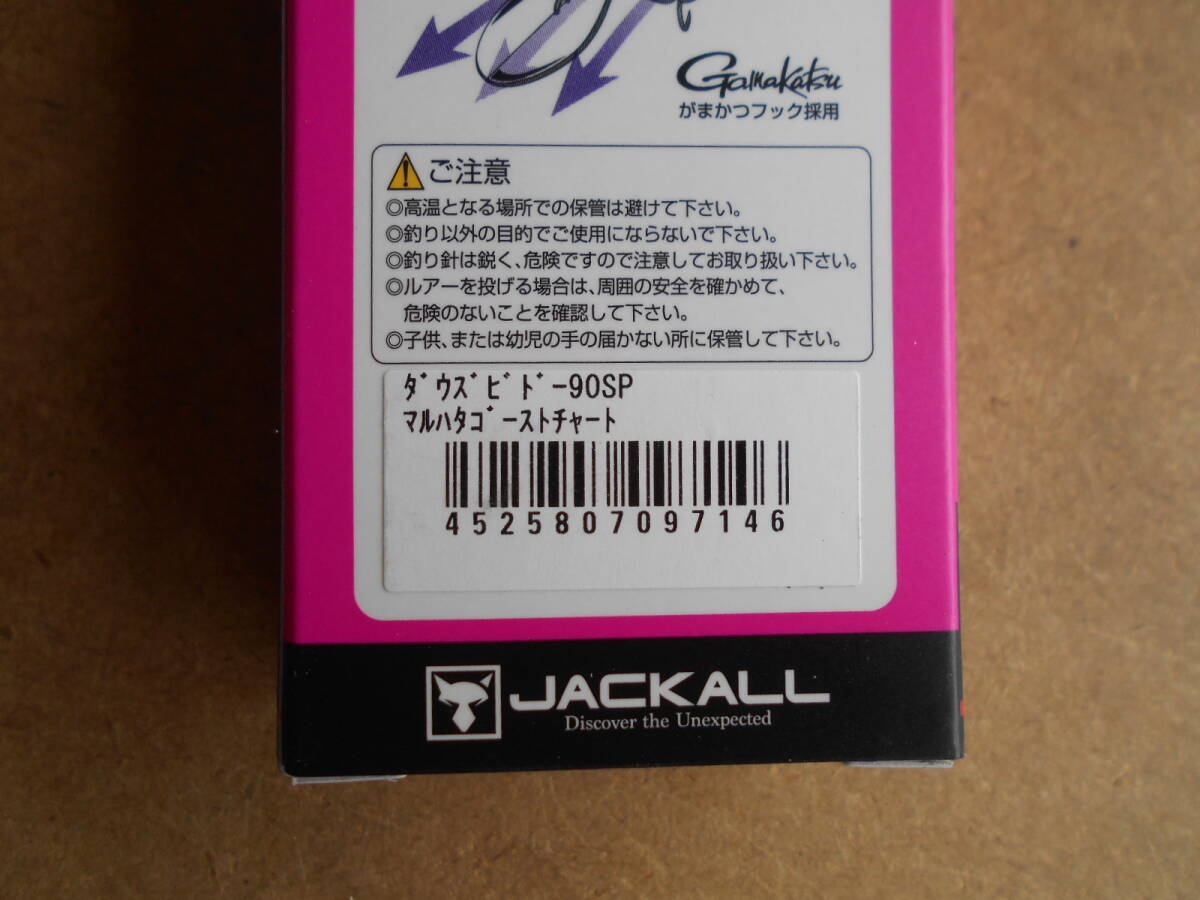 Gamakatsu
がまかつフック採用
ご注意
◎高温となる場所での保管は避けて下さい。
◎釣り以外の目的でご使用にならないで下さい。
◎釣り針は鋭く、危険ですので注意してお取り扱い下さい。
◎ルアーを投げる場合は、周囲の安全を確かめて、
危険のないことを確認して下さい。
◎子供、または幼児の手の届かない所に保管して下さい。
ﾀﾞｳｽﾞﾋﾞﾄﾞｰ90SP
ﾏﾙﾊﾀｺﾞｰｽﾄﾁｬｰﾄ
4525807097146
JACKALL
Discover the Unexpected